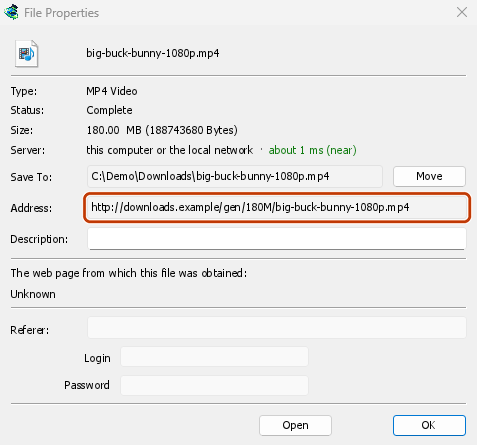 File Properties
big-buck-bunny-1080p.mp4
Type: MP4 Video
Status: Complete
Size: 180.00 MB (188743680 Bytes)
Server: this computer or the local network · about 1 ms (near)
Save To: C:\Demo\Downloads\big-buck-bunny-1080p.mp4 Move
Address: http://downloads.example/gen/180M/big-buck-bunny-1080p.mp4
Description:
The web page from which this file was received:
Unknown
Referer:
Login
Password
Open OK